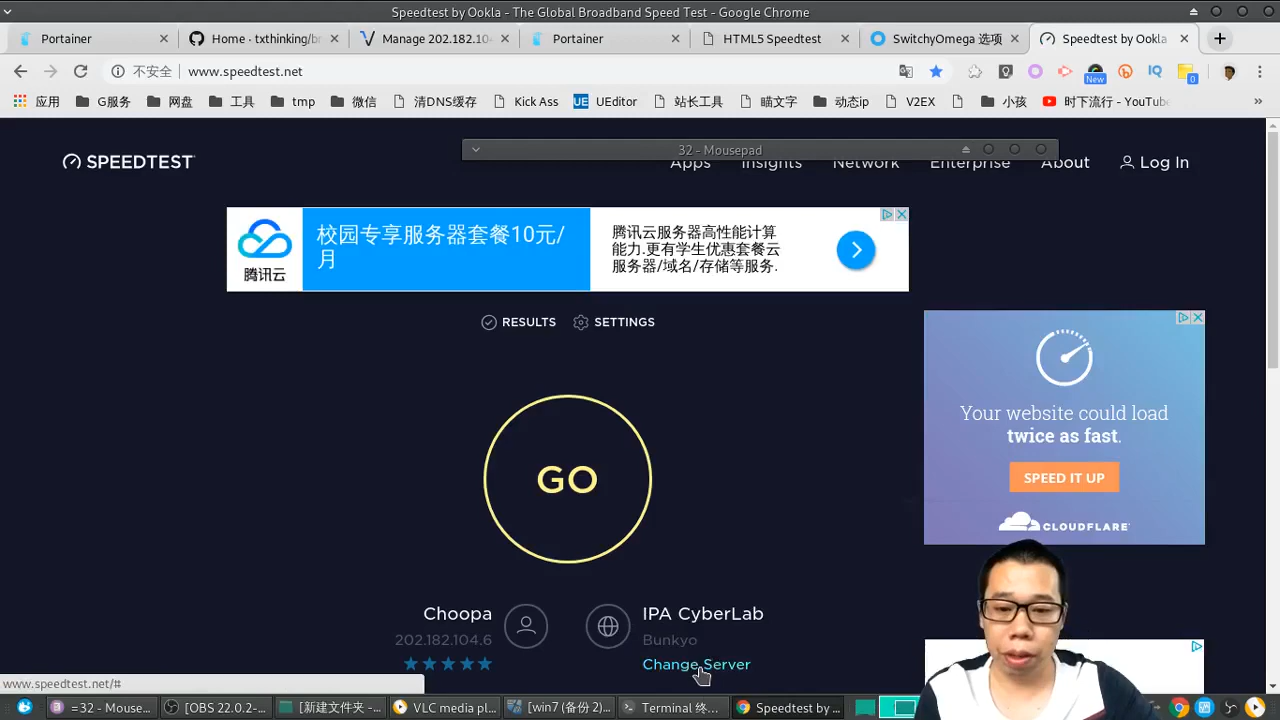 Speedtest by Ookla - The Global Broadband Speed Test - Google Chrome
Portainer
Home · txthinking/br
Manage 202.182.104
Portainer
HTML5 Speedtest
SwitchyOmega 选项
Speedtest by Ookla
不安全
www.speedtest.net
New
IQ
0
应用
G服务
网盘
工具
tmp
微信
清DNS缓存
Kick Ass
UE
UEditor
站长工具
瞄文字
动态ip
V2EX
小孩
时下流行 - YouTube
»
32 - Mousepad
SPEEDTEST
Apps
Insights
Network
Enterprise
About
Log In
腾讯云
校园专享服务器套餐10元/
月
腾讯云服务器高性能计算
能力.更有学生优惠套餐云
服务器/域名/存储等服务.
RESULTS
SETTINGS
GO
Your website could load
twice as fast.
SPEED IT UP
CLOUDFLARE
Choopa
202.182.104.6
IPA CyberLab
Bunkyo
Change Server
www.speedtest.net/#
=32 - Mouse...
OBS 22.0.2-...
[新建文件夹 - ...
VLC media pl...
[win7 (备份 2)...
Terminal 终...
Speedtest by ...